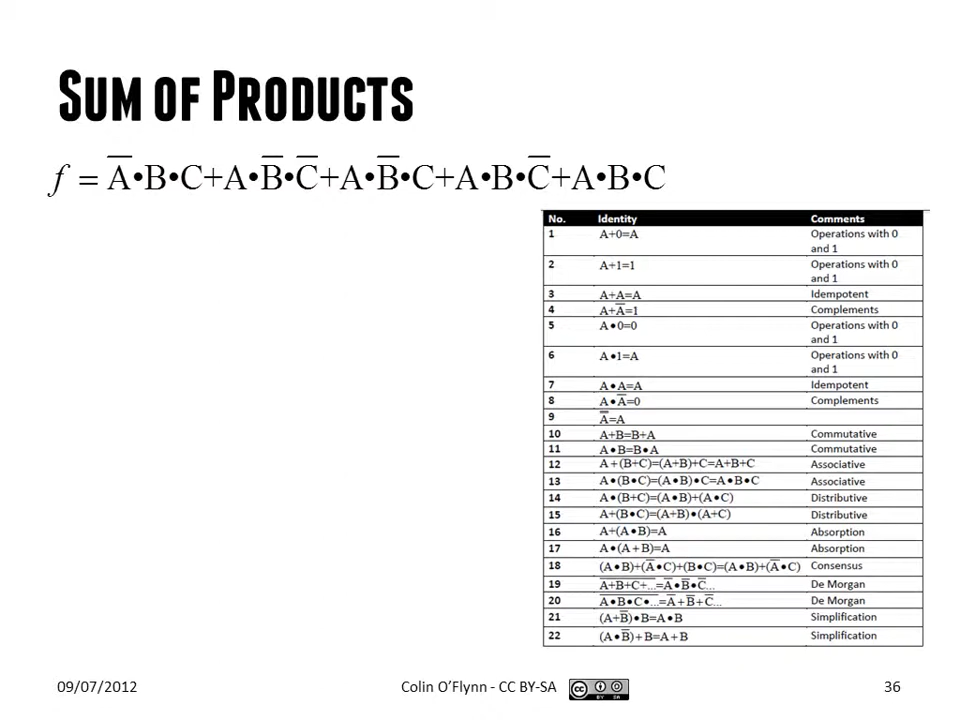 SUM OF PRODUCTS
f = A̅•B•C+A•B̅•C̅+A•B̅•C+A•B•C̅+A•B•C
No. Identity Comments
1 A+0=A Operations with 0
and 1
2 A+1=1 Operations with 0
and 1
3 A+A=A Idempotent
4 A+A̅=1 Complements
5 A•0=0 Operations with 0
and 1
6 A•1=A Operations with 0
and 1
7 A•A=A Idempotent
8 A•A̅=0 Complements
9 A̿=A
10 A+B=B+A Commutative
11 A•B=B•A Commutative
12 A+(B+C)=(A+B)+C=A+B+C Associative
13 A•(B•C)=(A•B)•C=A•B•C Associative
14 A•(B+C)=(A•B)+(A•C) Distributive
15 A+(B•C)=(A+B)•(A+C) Distributive
16 A+(A•B)=A Absorption
17 A•(A+B)=A Absorption
18 (A•B)+(A̅•C)+(B•C)=(A•B)+(A̅•C) Consensus
19 A̅+̅B̅+̅C̅+̅.̅.̅.̅=A̅•B̅•C̅... De Morgan
20 A̅•̅B̅•̅C̅•̅.̅.̅.̅=A̅+B̅+C̅... De Morgan
21 (A+B̅)•B=A•B Simplification
22 (A•B̅)+B=A+B Simplification
09/07/2012 Colin O’Flynn - CC BY-SA cc BY SA 36